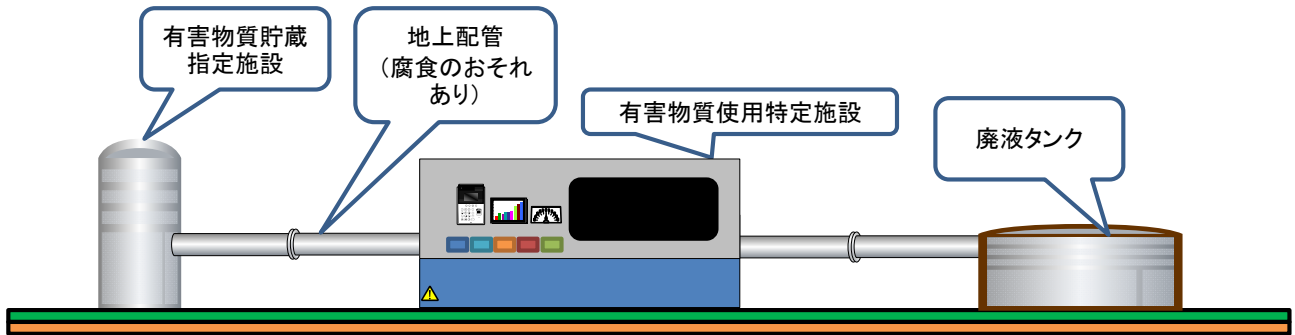 有害物質貯蔵
指定施設
地上配管
（腐食のおそれ
あり）
有害物質使用特定施設
廃液タンク